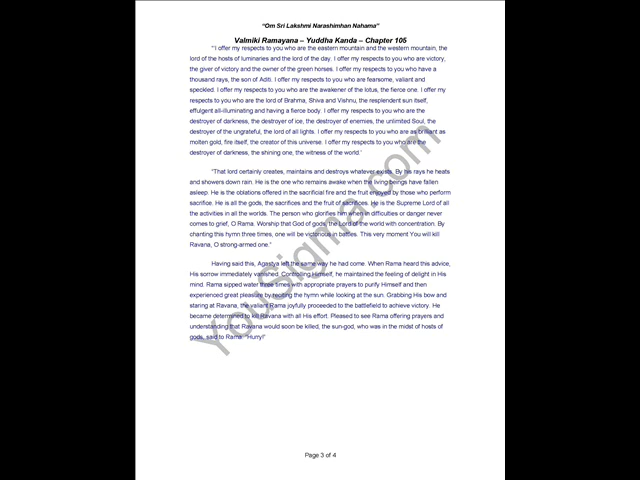 “Om Sri Lakshmi Narashimhan Nahama”
Valmiki Ramayana – Yuddha Kanda – Chapter 105
“'I offer my respects to you who are the eastern mountain and the western mountain, the
lord of the hosts of luminaries and the lord of the day. I offer my respects to you who are victory,
the giver of victory and the owner of the green horses. I offer my respects to you who have a
thousand rays, the son of Aditi. I offer my respects to you who are fearsome, valiant and
speckled. I offer my respects to you who are the awakener of the lotus, the fierce one. I offer my
respects to you who are the lord of Brahma, Shiva and Vishnu, the resplendent sun itself,
effulgent all-illuminating and having a fierce body. I offer my respects to you who are the
destroyer of darkness, the destroyer of ice, the destroyer of enemies, the unlimited Soul, the
destroyer of the ungrateful, the lord of all lights. I offer my respects to you who are as brilliant as
molten gold, fire itself, the creator of this universe. I offer my respects to you who are the
destroyer of darkness, the shining one, the witness of the world.'
“That lord certainly creates, maintains and destroys whatever exists. By his rays he heats
and showers down rain. He is the one who remains awake when the living beings have fallen
asleep. He is the oblations offered in the sacrificial fire and the fruit enjoyed by those who perform
sacrifice. He is all the gods, the sacrifices and the fruit of sacrifices. He is the Supreme Lord of all
the activities in all the worlds. The person who glorifies him when in difficulties or danger never
comes to grief, O Rama. Worship that God of gods, the Lord of the world with concentration. By
chanting this hymn three times, one will be victorious in battles. This very moment You will kill
Ravana, O strong-armed one.”
Having said this, Agastya left the same way he had come. When Rama heard this advice,
His sorrow immediately vanished. Controlling Himself, he maintained the feeling of delight in His
mind. Rama sipped water three times with appropriate prayers to purify Himself and then
experienced great pleasure by reciting the hymn while looking at the sun. Grabbing His bow and
staring at Ravana, the valiant Rama joyfully proceeded to the battlefield to achieve victory. He
became determined to kill Ravana with all His effort. Pleased to see Rama offering prayers and
understanding that Ravana would soon be killed, the sun-god, who was in the midst of hosts of
gods, said to Rama: “Hurry!”
YouSigma.com
Page 3 of 4